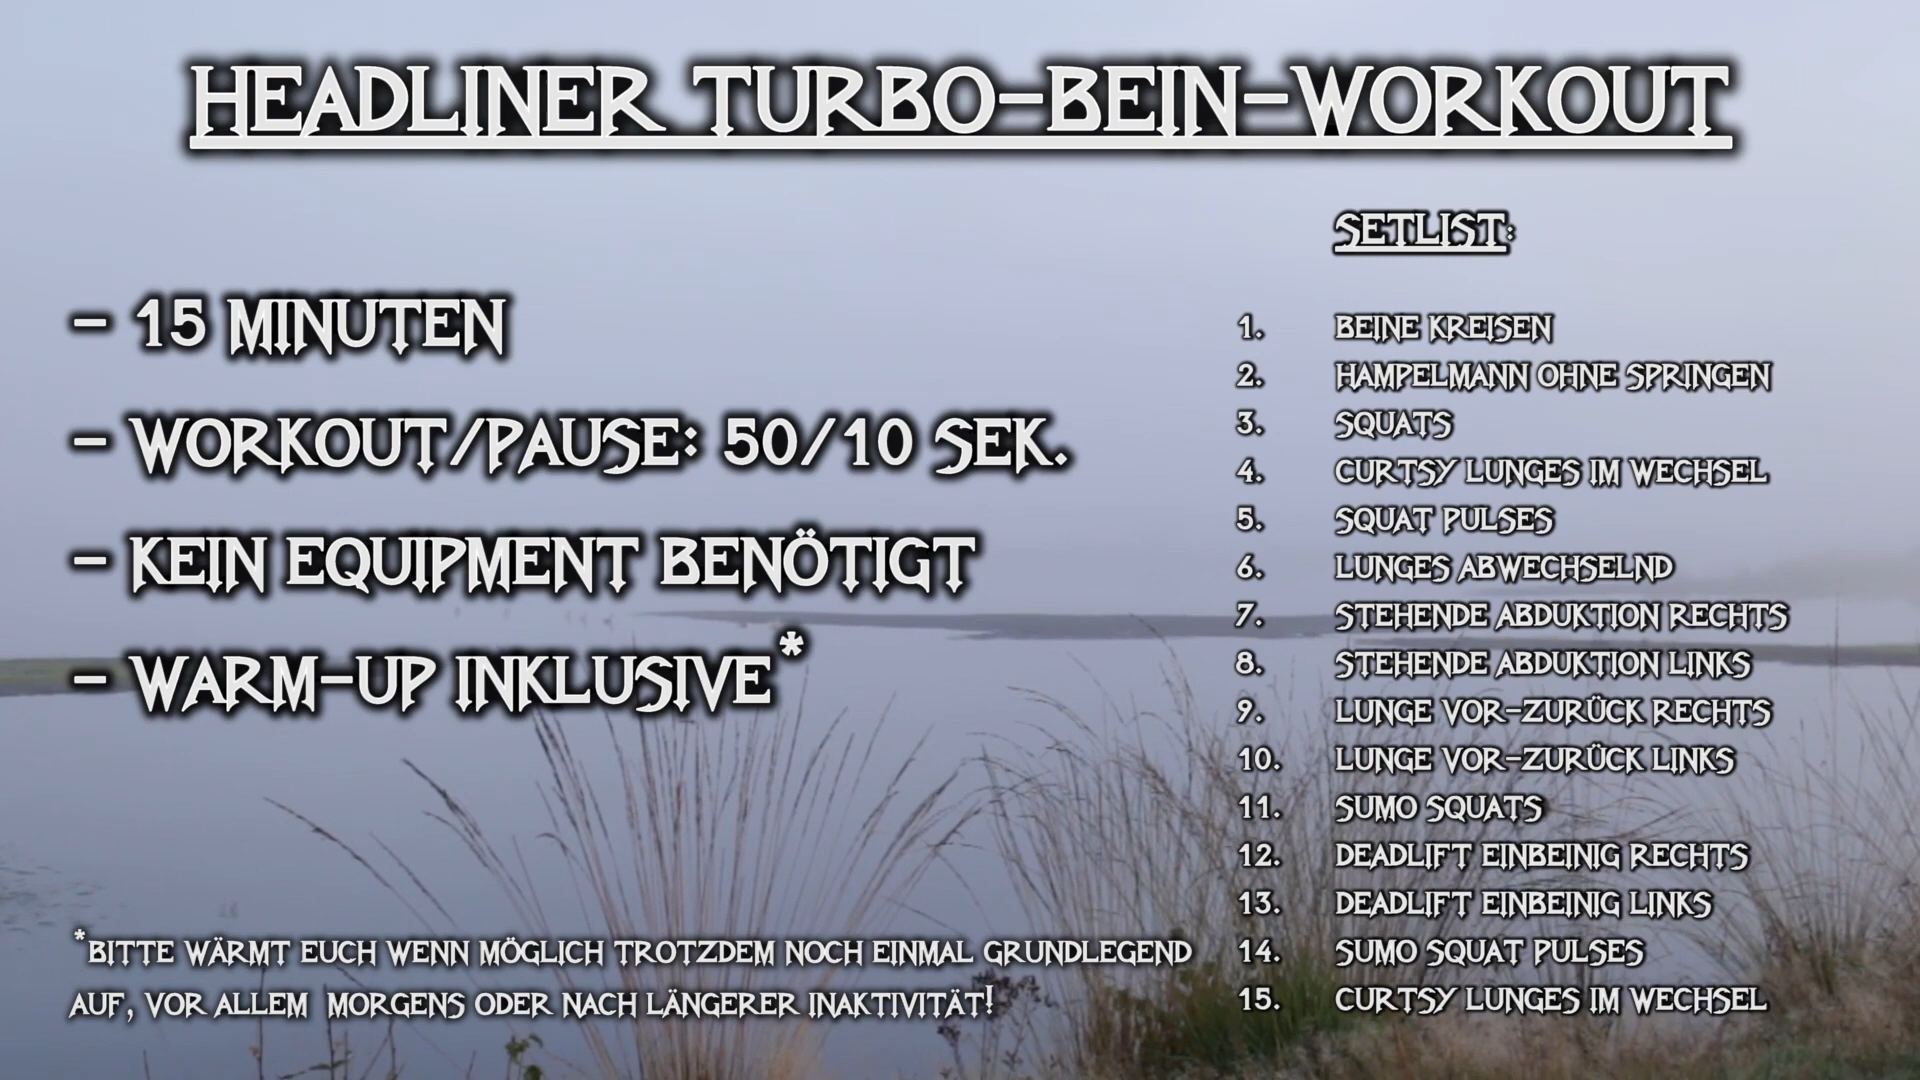 HEADLINER TURBO-BEIN-WORKOUT
- 15 MINUTEN
- WORKOUT/PAUSE: 50/10 SEK.
- KEIN EQUIPMENT BENÖTIGT
- WARM-UP INKLUSIVE*
*BITTE WÄRMT EUCH WENN MÖGLICH TROTZDEM NOCH EINMAL GRUNDLEGEND
AUF, VOR ALLEM MORGENS ODER NACH LÄNGERER INAKTIVITÄT!
SETLIST:
1. BEINE KREISEN
2. HAMPELMANN OHNE SPRINGEN
3. SQUATS
4. CURTSY LUNGES IM WECHSEL
5. SQUAT PULSES
6. LUNGES ABWECHSELND
7. STEHENDE ABDUKTION RECHTS
8. STEHENDE ABDUKTION LINKS
9. LUNGE VOR-ZURÜCK RECHTS
10. LUNGE VOR-ZURÜCK LINKS
11. SUMO SQUATS
12. DEADLIFT EINBEINIG RECHTS
13. DEADLIFT EINBEINIG LINKS
14. SUMO SQUAT PULSES
15. CURTSY LUNGES IM WECHSEL